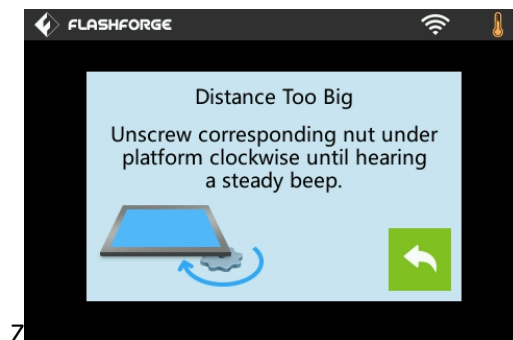 FLASHFORGE
Distance Too Big
Unscrew corresponding nut under
platform clockwise until hearing
a steady beep.
7